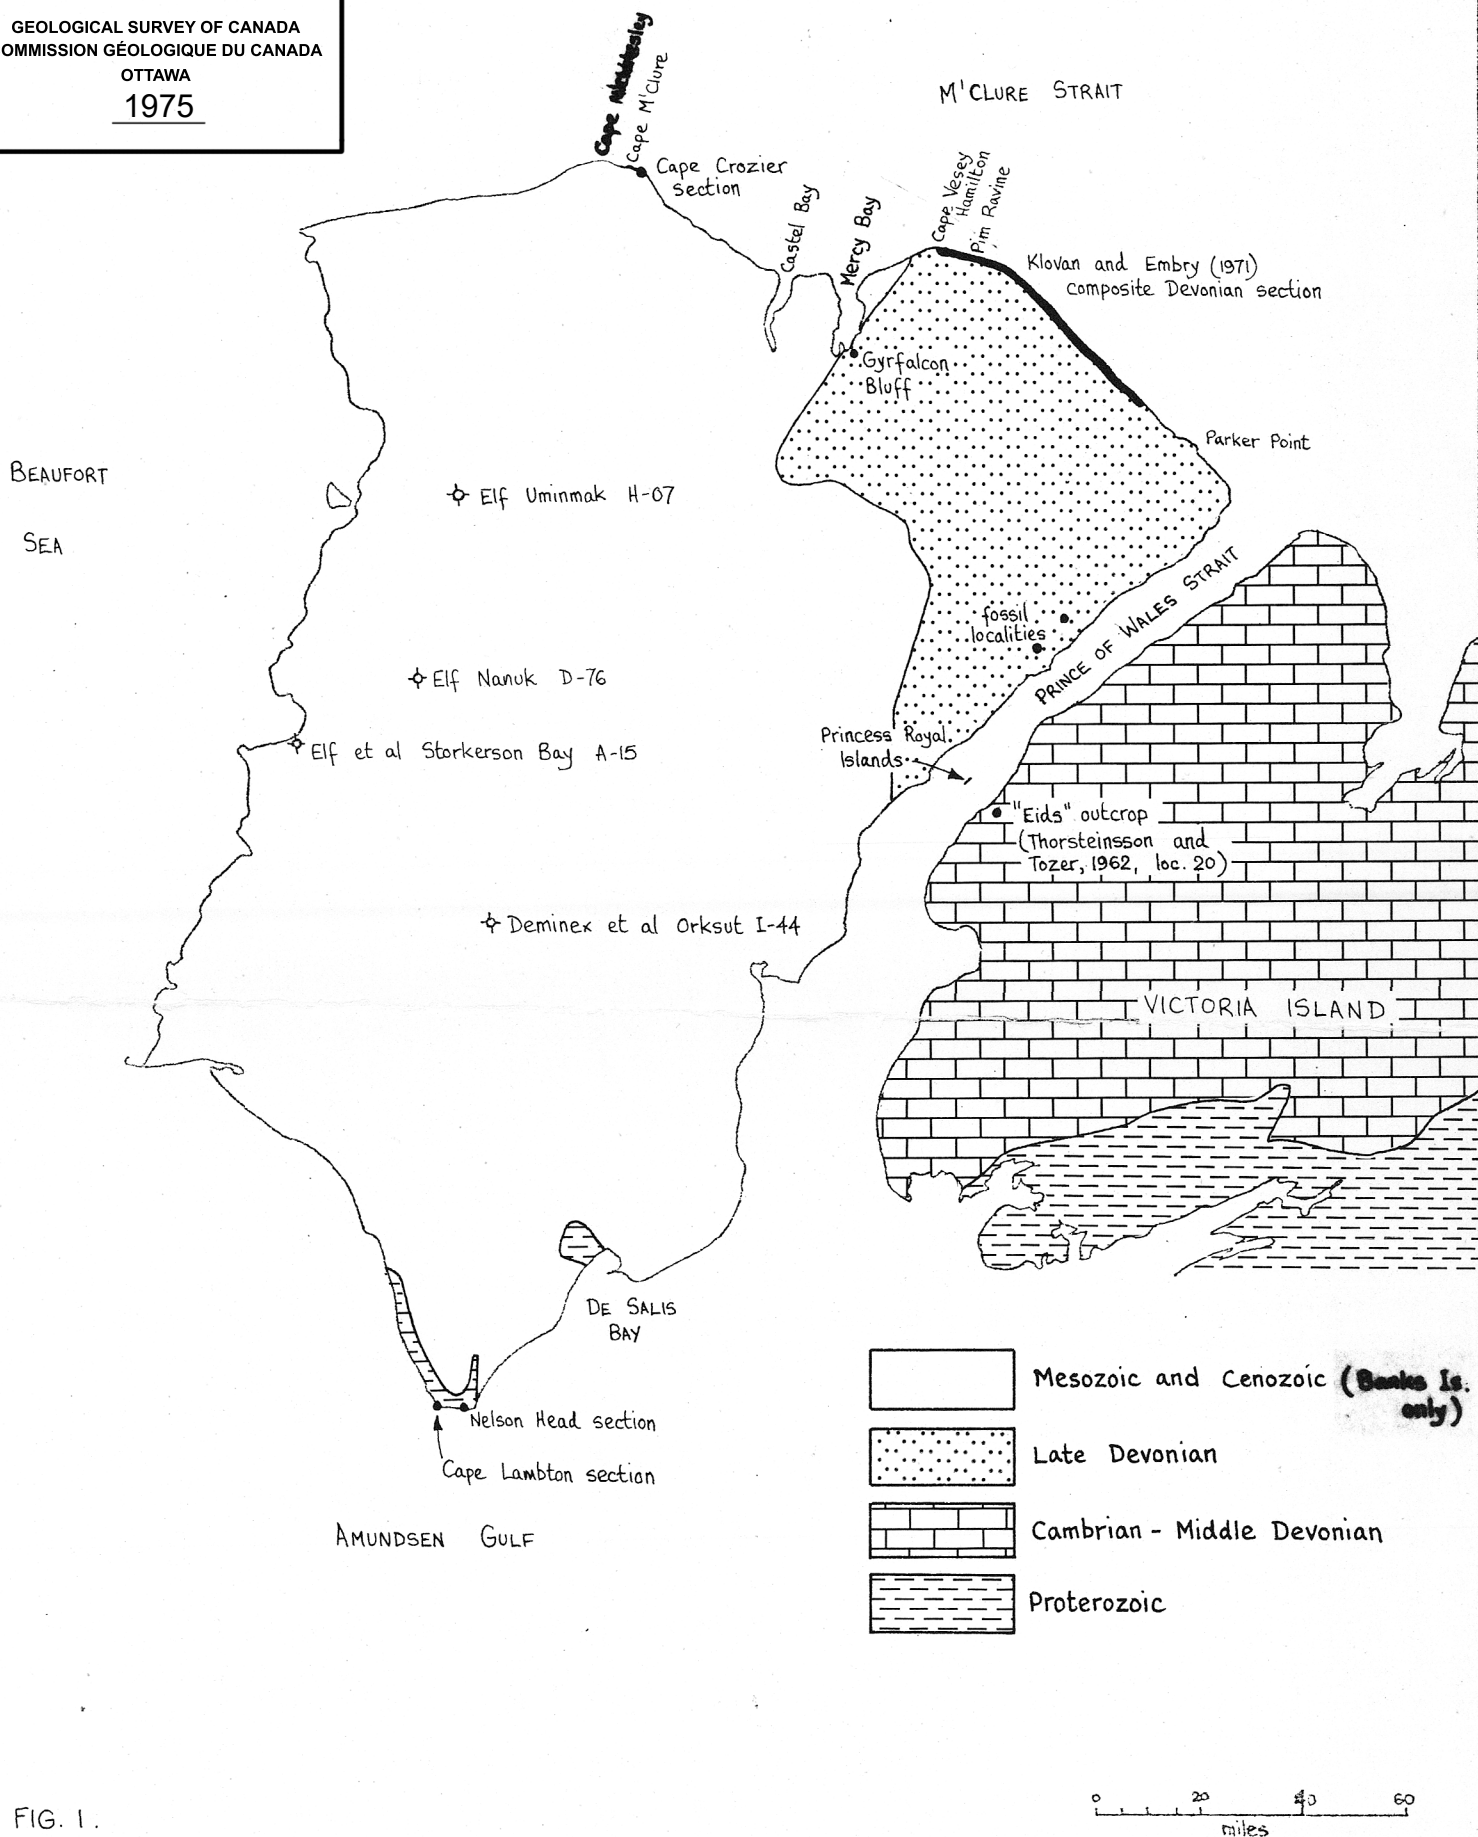 GEOLOGICAL SURVEY OF CANADA
OMMISSION GÉOLOGIQUE DU CANADA
OTTAWA
1975
Cape
Cape M'Clure
M'CLURE STRAIT
Cape Crozier
section
Castel Bay
Mercy Bay
Cape Vesey
Hamilton
Pim Ravine
Klovan and Embry (1971)
composite Devonian section
Gyrfalcon
Bluff
Parker Point
BEAUFORT
SEA
Elf Uminmak H-07
PRINCE OF WALES STRAIT
fossil
localities
Elf Nanuk D-76
Elf et al Storkerson Bay A-15
Princess Royal
Islands
"Eids" outcrop
(Thorsteinsson and
Tozer, 1962, loc. 20)
Deminex et al Orksut I-44
VICTORIA ISLAND
DE SALIS
BAY
Nelson Head section
Cape Lambton section
AMUNDSEN GULF
Mesozoic and Cenozoic (Banks Is.
only)
Late Devonian
Cambrian - Middle Devonian
Proterozoic
0 20 40 60
miles
FIG. 1.